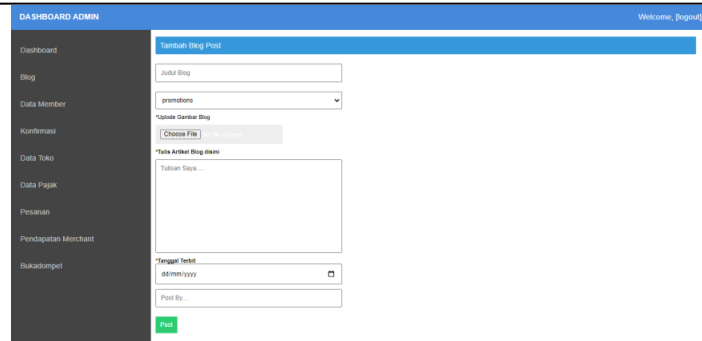 DASHBOARD ADMIN
Welcome, [logout]
Dashboard
Blog
Data Member
Konfirmasi
Data Toko
Data Pajak
Pesanan
Pendapatan Merchant
Bukadompet
Tambah Blog Post
Judul Blog
promotions
*Uplode Gambar Blog
Choose File
*Tulis Artikel Blog disini
Tulisan Saya....
*Tanggal Terbit
dd/mm/yyyy
Post By...
Post